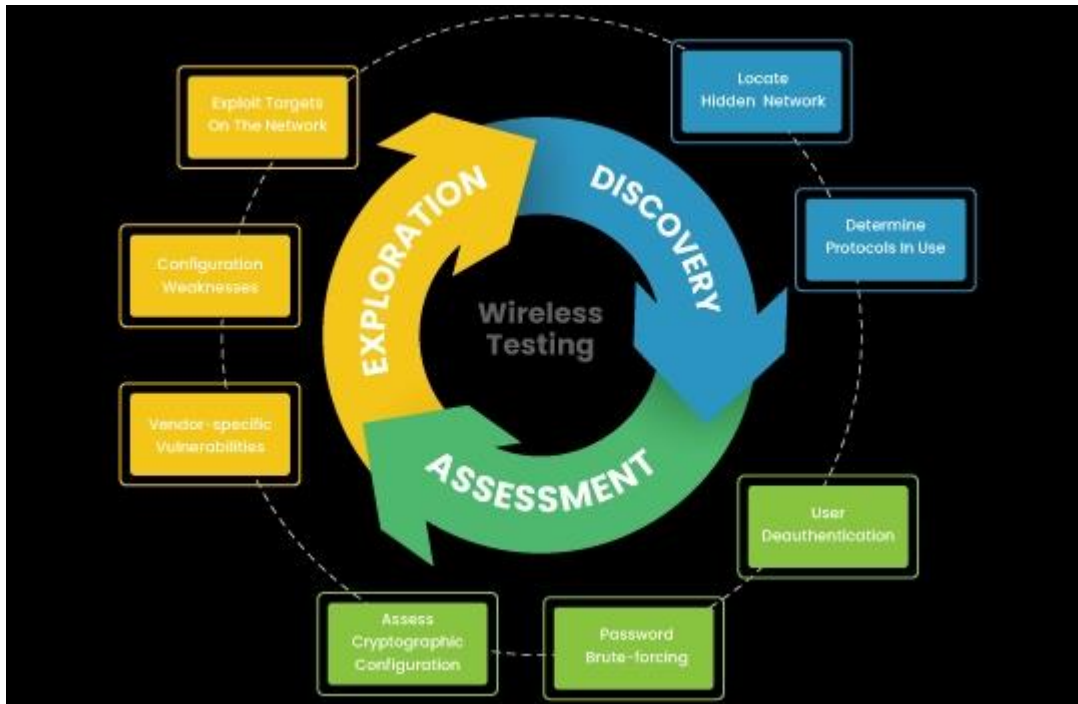 Locate
Hidden Network
Determine
Protocols In Use
User
Deauthentication
Password
Brute-forcing
Assess
Cryptographic
Configuration
Vendor-specific
Vulnerabilities
Configuration
Weaknesses
Exploit Targets
On The Network
DISCOVERY
ASSESSMENT
EXPLORATION
Wireless
Testing